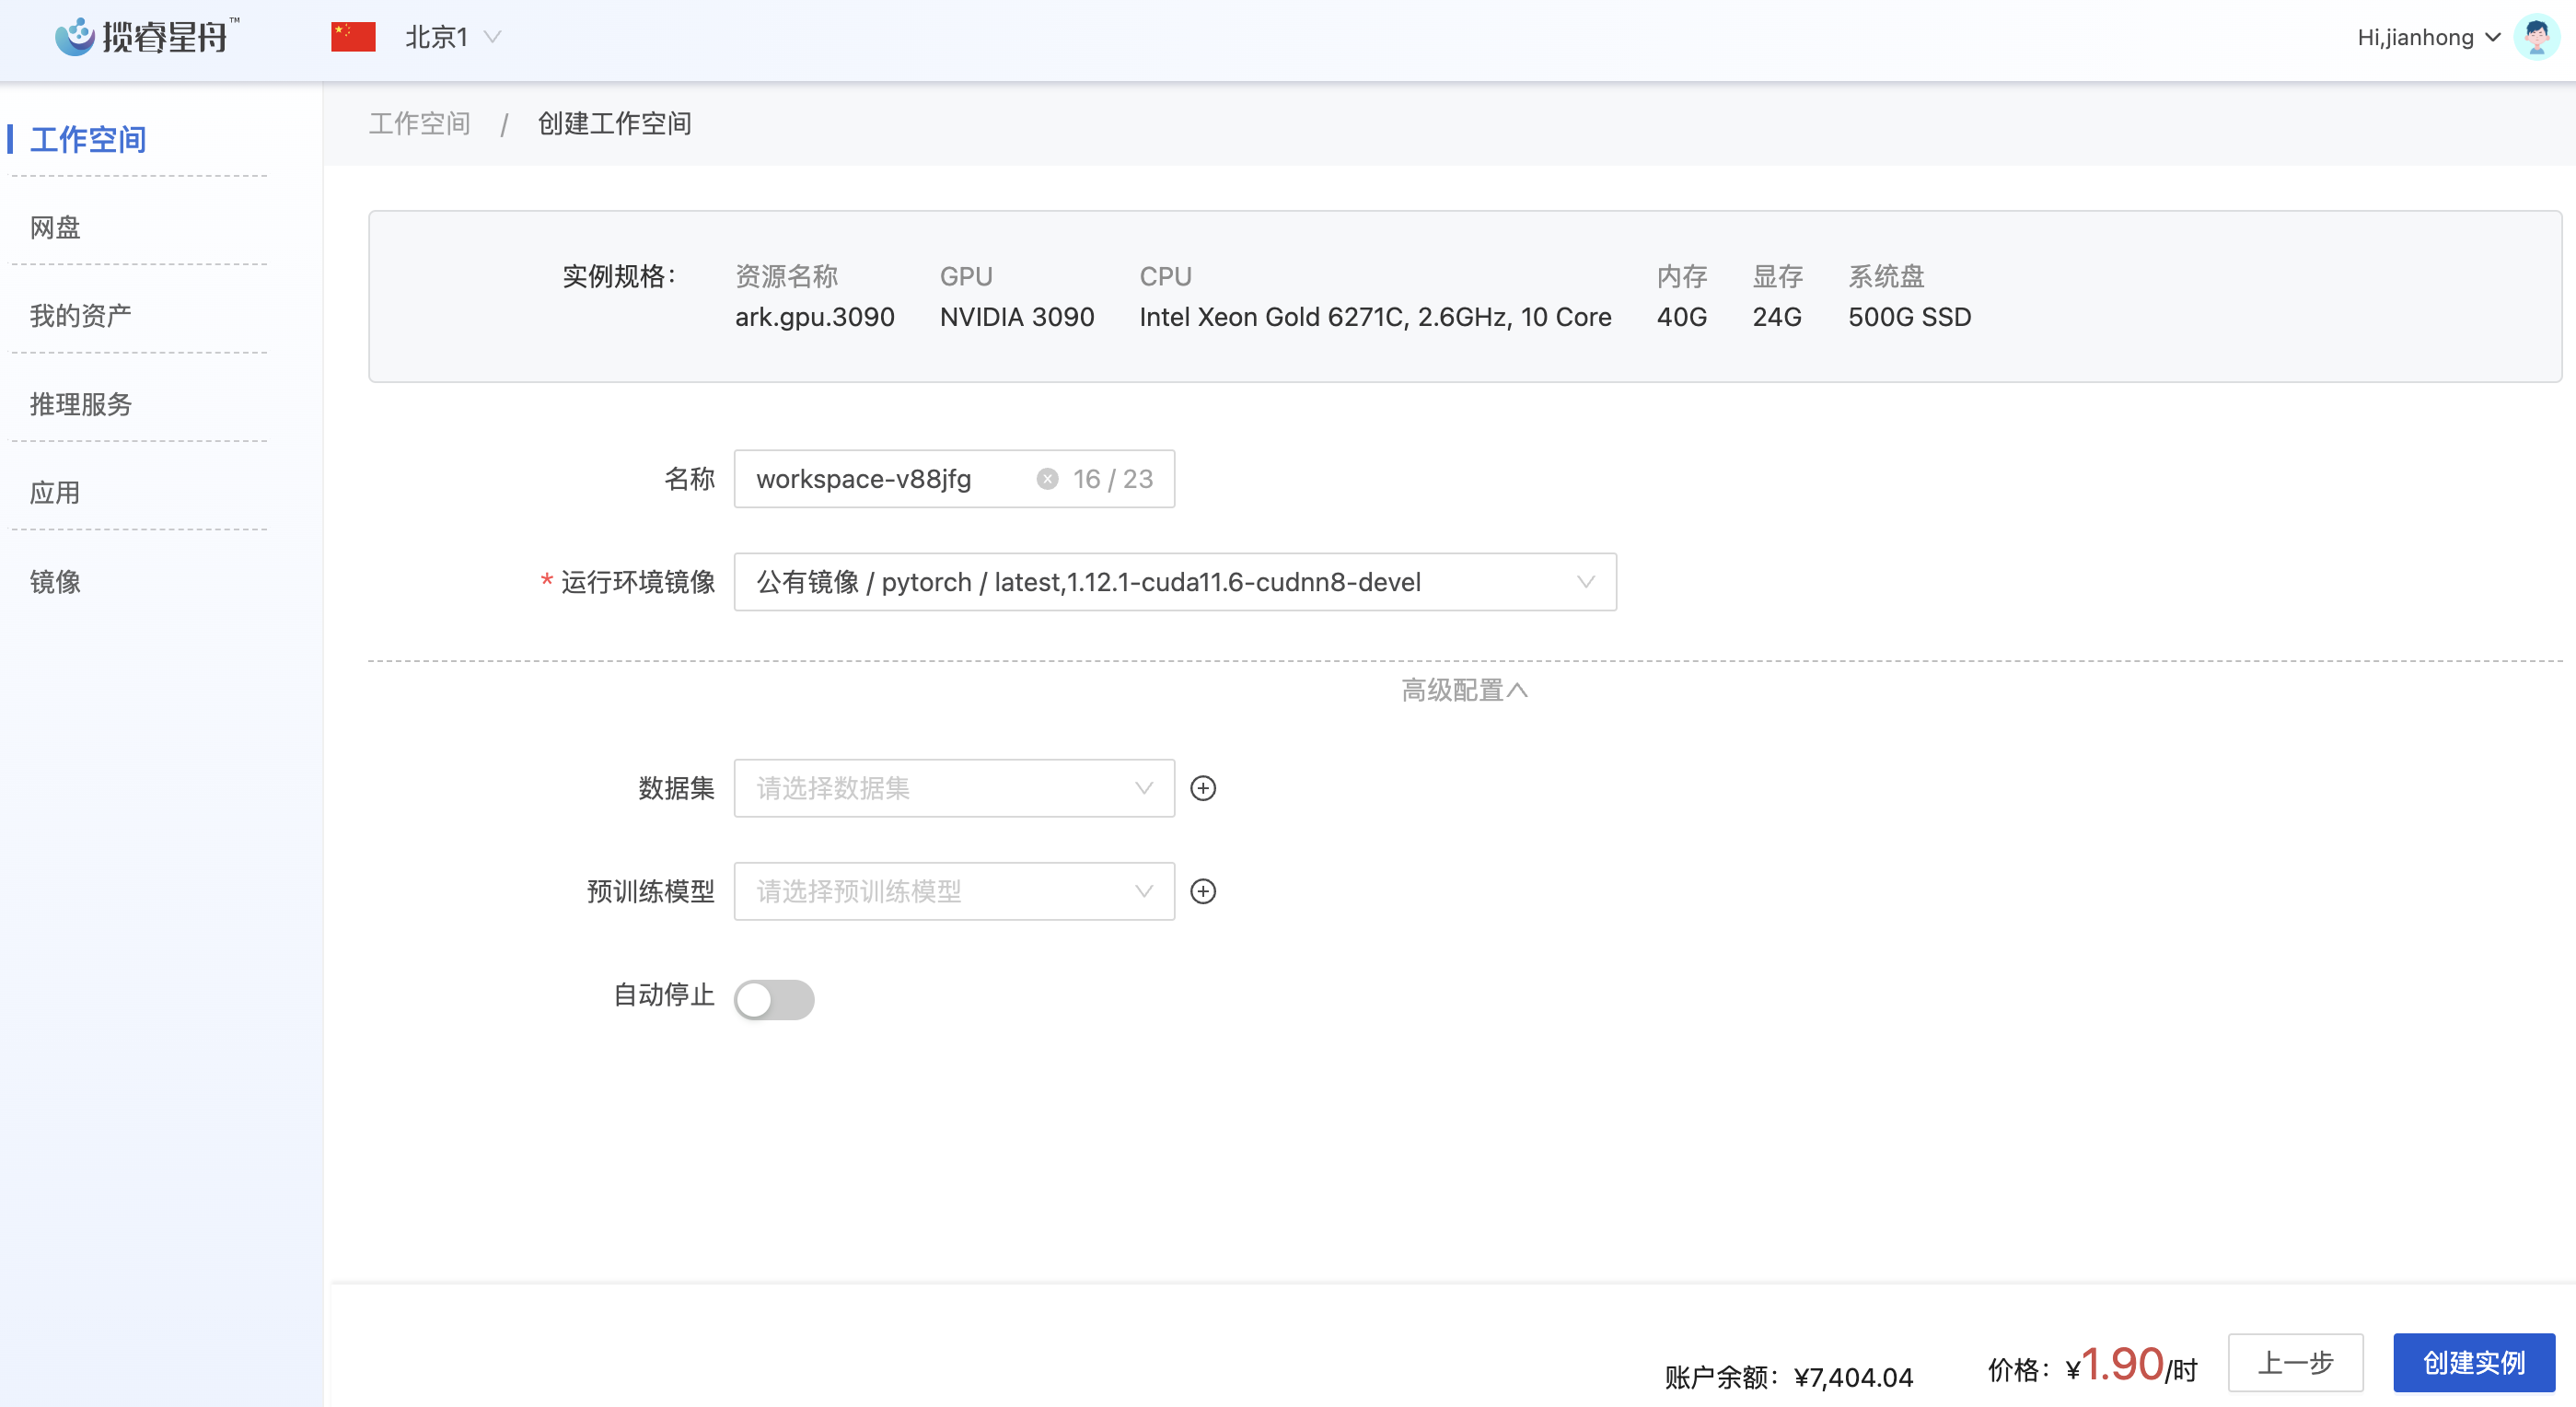 揽睿星舟™
北京1
Hi,jianhong
工作空间
网盘
我的资产
推理服务
应用
镜像
工作空间 / 创建工作空间
实例规格：
资源名称 GPU CPU 内存 显存 系统盘
ark.gpu.3090 NVIDIA 3090 Intel Xeon Gold 6271C, 2.6GHz, 10 Core 40G 24G 500G SSD
名称 workspace-v88jfg 16 / 23
* 运行环境镜像 公有镜像 / pytorch / latest,1.12.1-cuda11.6-cudnn8-devel
高级配置
数据集 请选择数据集
预训练模型 请选择预训练模型
自动停止
账户余额：¥7,404.04 价格：¥1.90/时 上一步 创建实例